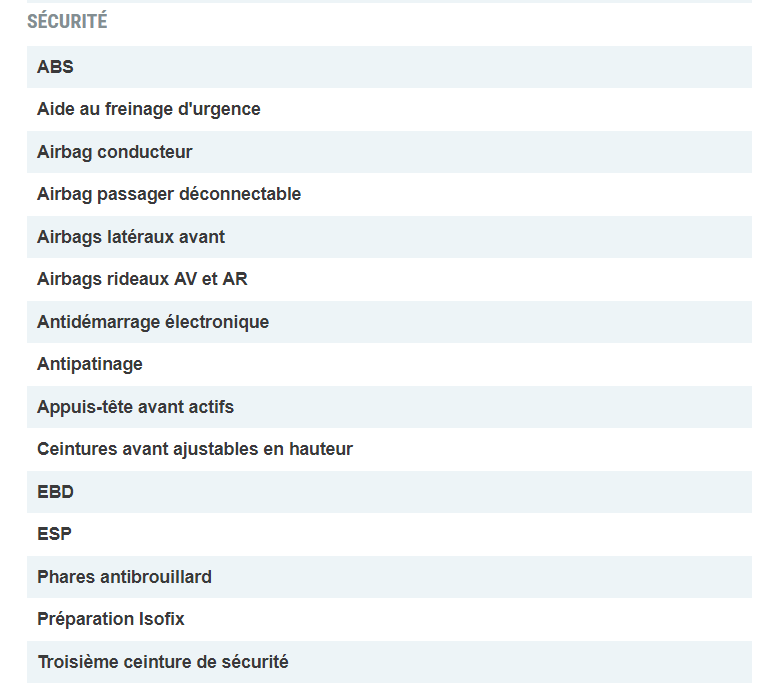 SÉCURITÉ
ABS
Aide au freinage d'urgence
Airbag conducteur
Airbag passager déconnectable
Airbags latéraux avant
Airbags rideaux AV et AR
Antidémarrage électronique
Antipatinage
Appuis-tête avant actifs
Ceintures avant ajustables en hauteur
EBD
ESP
Phares antibrouillard
Préparation Isofix
Troisième ceinture de sécurité